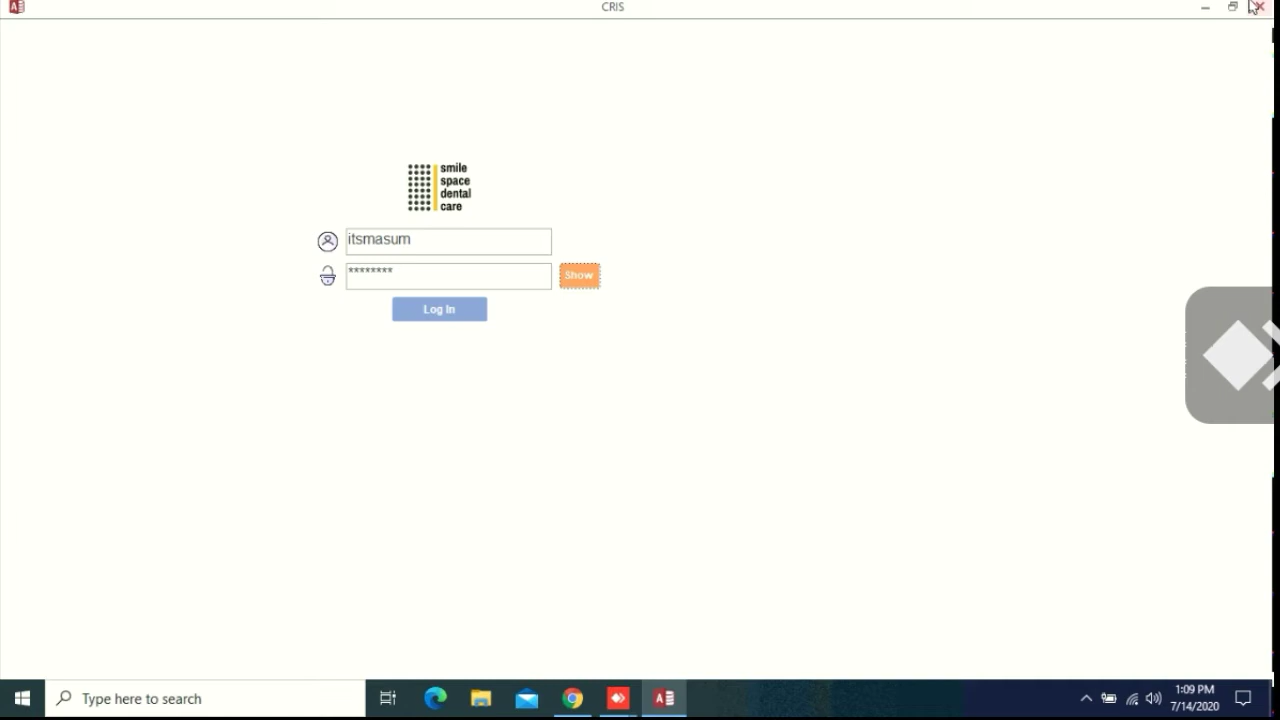 CRIS
smile
space
dental
care
itsmasum
********
Show
Log In
Type here to search
1:09 PM
7/14/2020